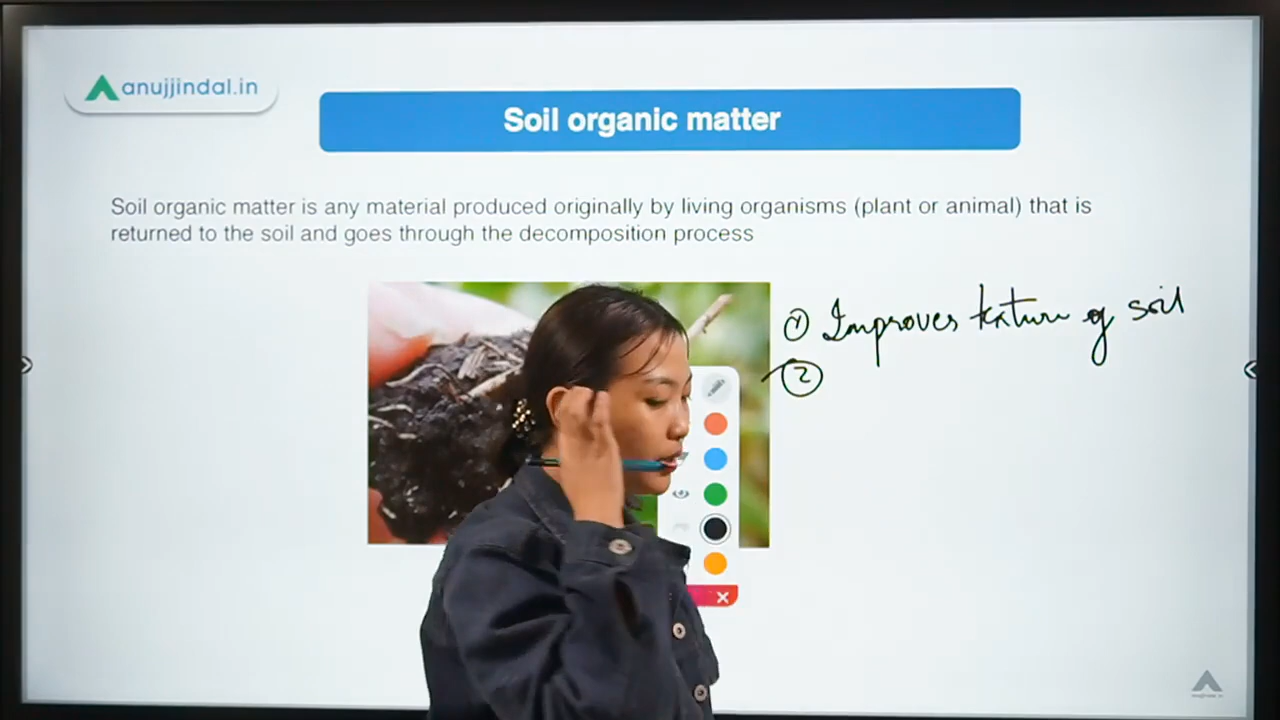 anujjindal.in
Soil organic matter
Soil organic matter is any material produced originally by living organisms (plant or animal) that is
returned to the soil and goes through the decomposition process
① Improves texture of soil
②